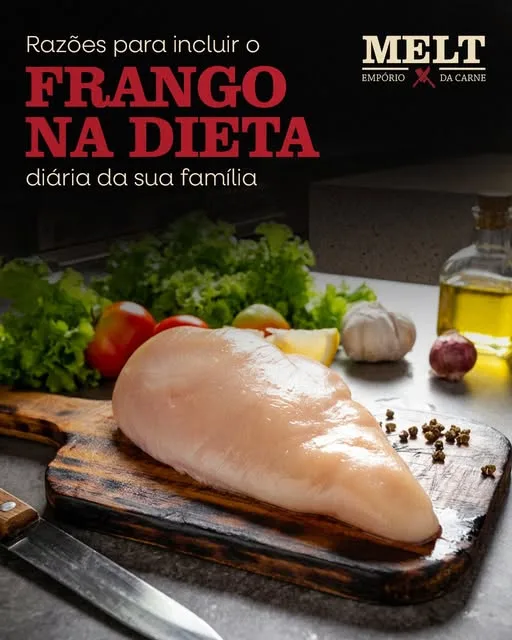 Razões para incluir o
FRANGO
NA DIETA
diária da sua família
MELT
EMPÓRIO DA CARNE